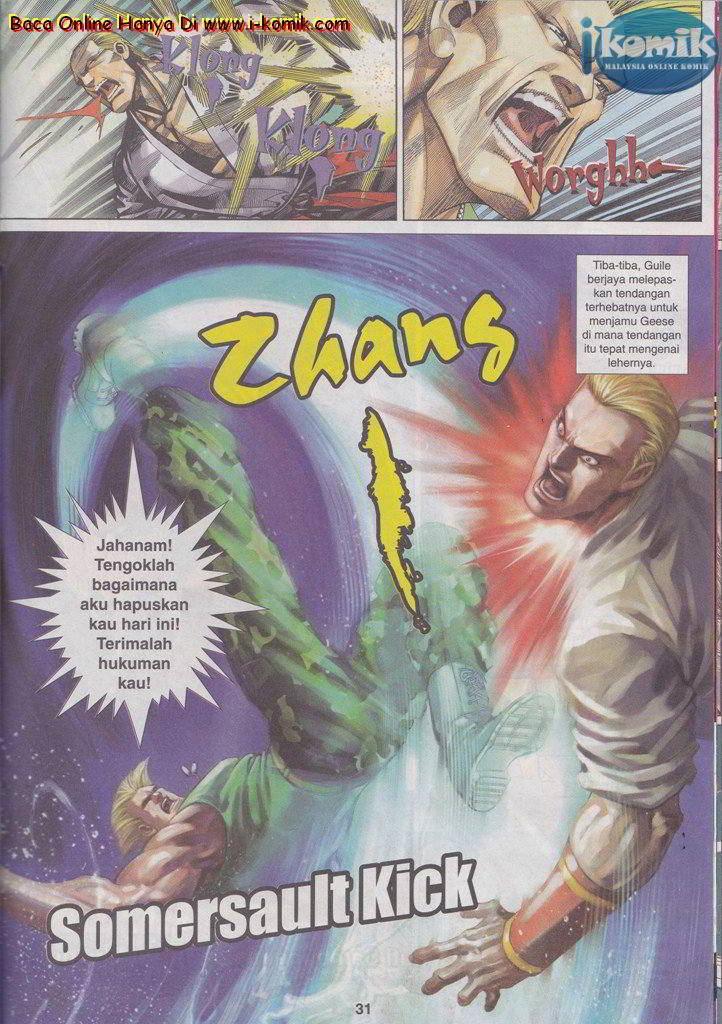 Baca Online Hanya Di www.i-komik.com
ikomik
MALAYSIA ONLINE KOMIK
Klong
Klong
Worghh
Tiba-tiba, Guile
berjaya melepas-
kan tendangan
terhebatnya untuk
menjamu Geese
di mana tendangan
itu tepat mengenai
lehernya.
Zhang
!
Jahanam!
Tengoklah
bagaimana
aku hapuskan
kau hari ini!
Terimalah
hukuman
kau!
Somersault Kick
31